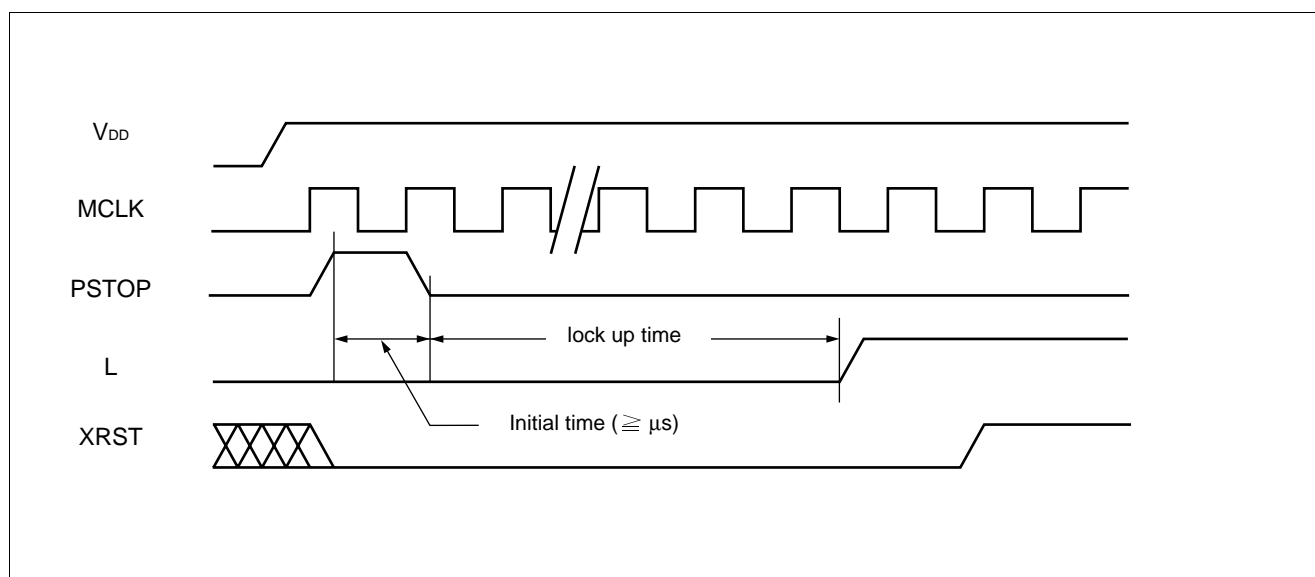 VDD
MCLK
PSTOP
lock up time
L
Initial time (≧ μs)
XRST